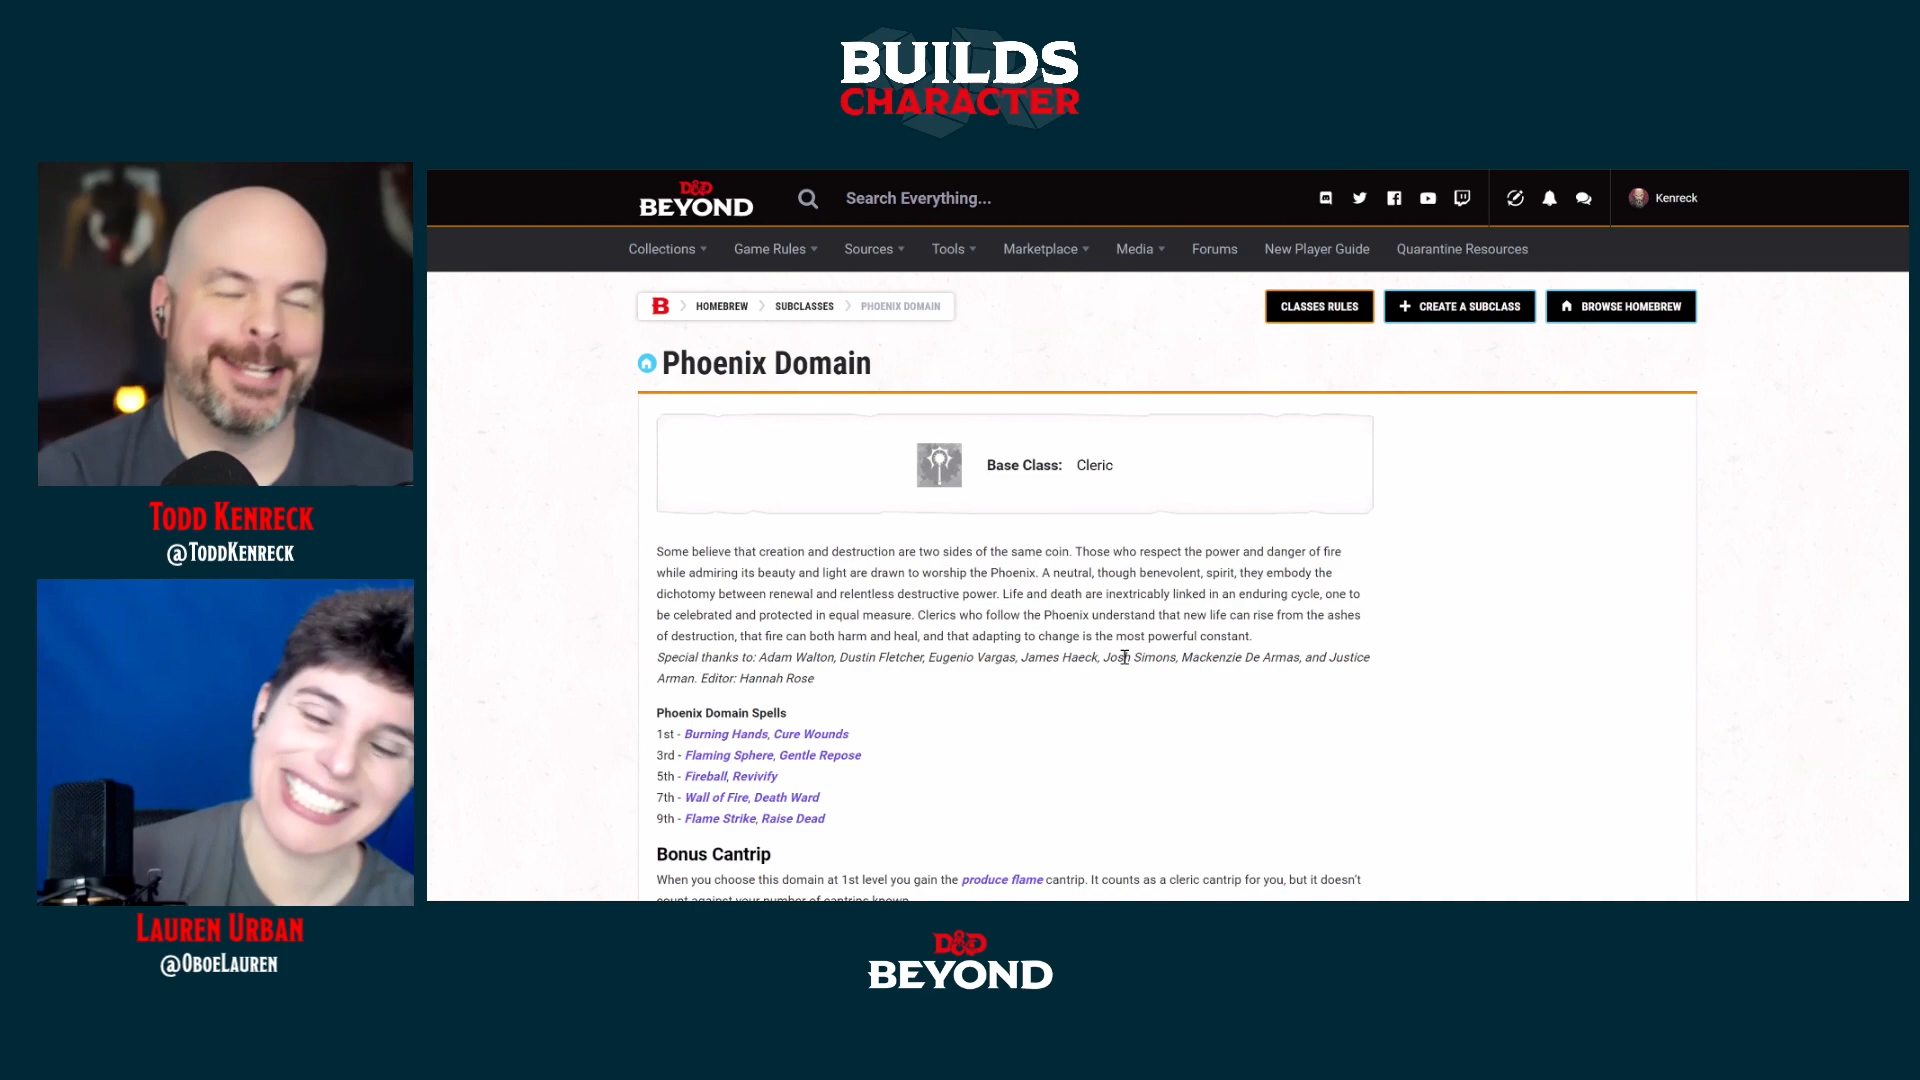 BUILDS
CHARACTER
TODD KENRECK
@TODDKENRECK
LAUREN URBAN
@OBOELAUREN
D&D
BEYOND
Search Everything...
Kenreck
Collections
Game Rules
Sources
Tools
Marketplace
Media
Forums
New Player Guide
Quarantine Resources
B
HOMEBREW
SUBCLASSES
PHOENIX DOMAIN
CLASSES RULES
+ CREATE A SUBCLASS
BROWSE HOMEBREW
Phoenix Domain
Base Class: Cleric
Some believe that creation and destruction are two sides of the same coin. Those who respect the power and danger of fire
while admiring its beauty and light are drawn to worship the Phoenix. A neutral, though benevolent, spirit, they embody the
dichotomy between renewal and relentless destructive power. Life and death are inextricably linked in an enduring cycle, one to
be celebrated and protected in equal measure. Clerics who follow the Phoenix understand that new life can rise from the ashes
of destruction, that fire can both harm and heal, and that adapting to change is the most powerful constant.
Special thanks to: Adam Walton, Dustin Fletcher, Eugenio Vargas, James Haeck, Josh Simons, Mackenzie De Armas, and Justice
Arman. Editor: Hannah Rose
Phoenix Domain Spells
1st - Burning Hands, Cure Wounds
3rd - Flaming Sphere, Gentle Repose
5th - Fireball, Revivify
7th - Wall of Fire, Death Ward
9th - Flame Strike, Raise Dead
Bonus Cantrip
When you choose this domain at 1st level you gain the produce flame cantrip. It counts as a cleric cantrip for you, but it doesn't
count against your number of cantrips known
D&D
BEYOND